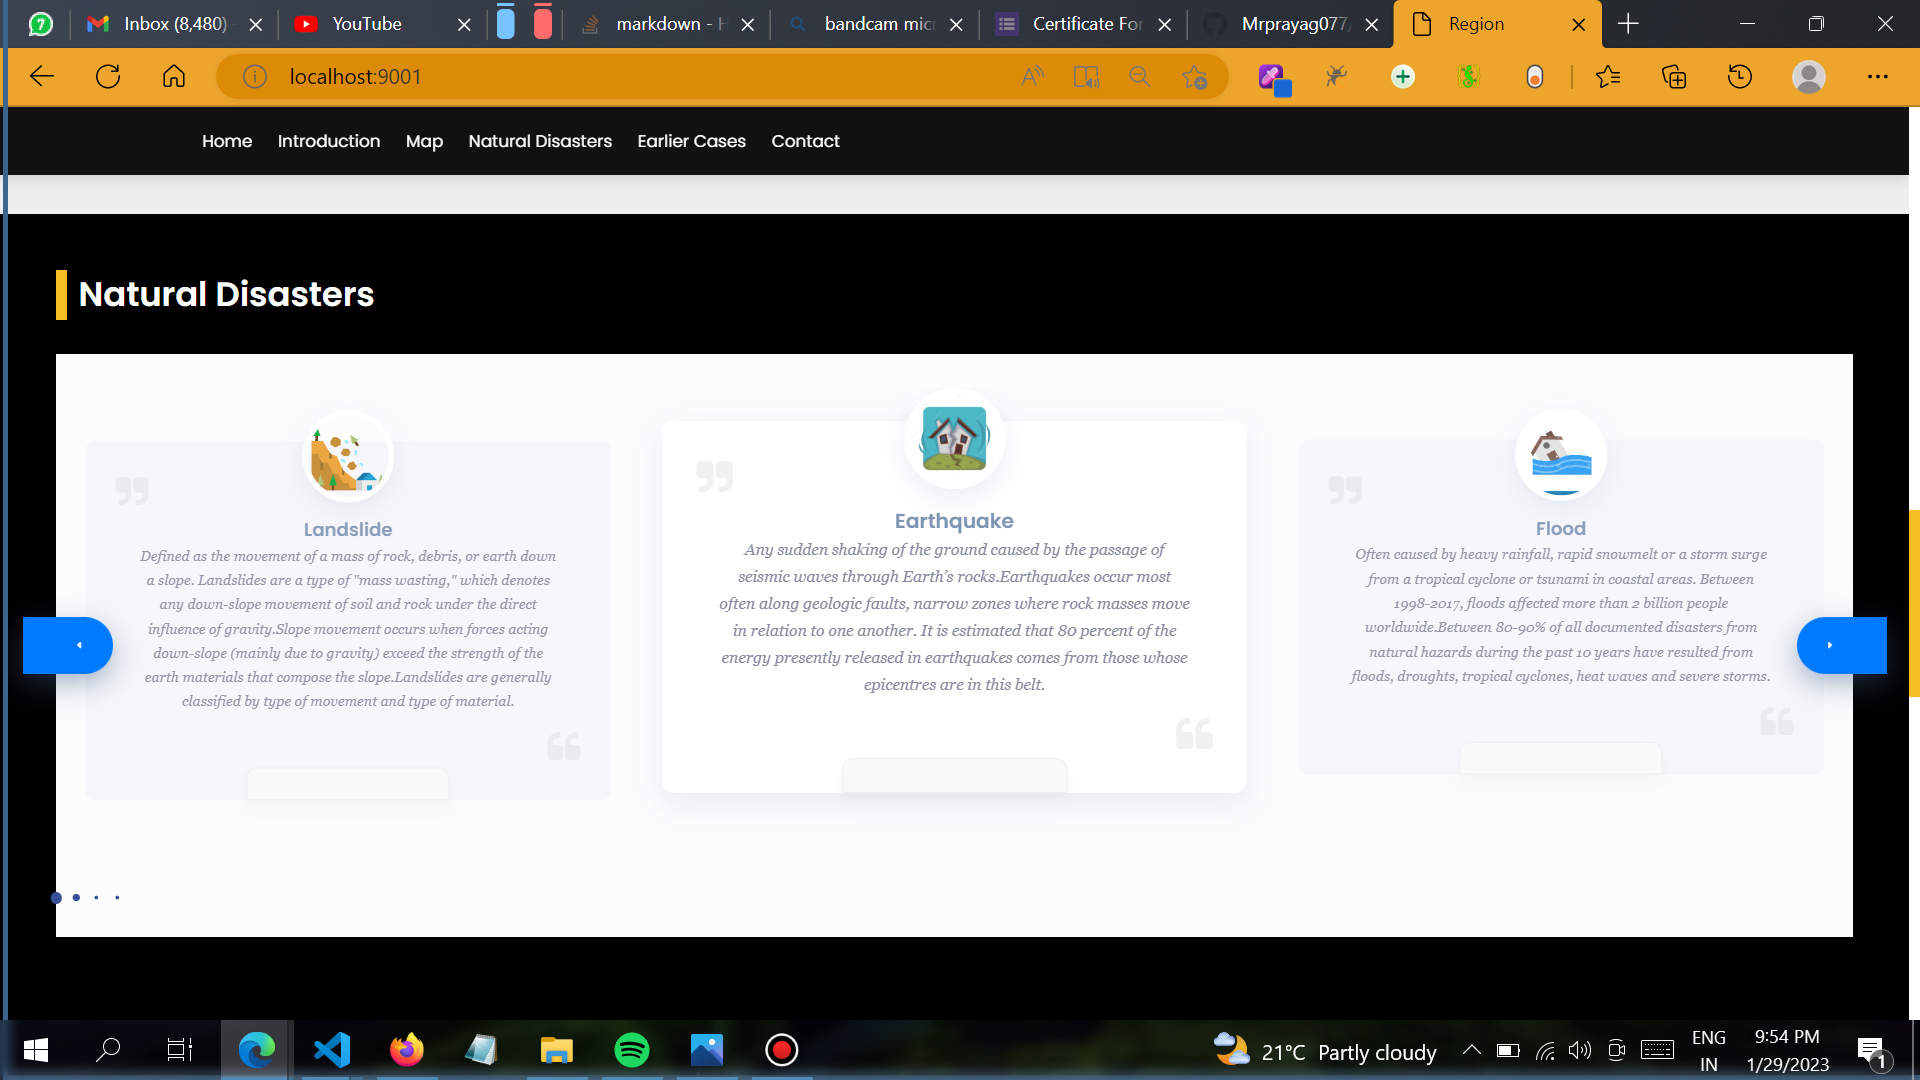 7
Inbox (8,480)
YouTube
markdown - H
bandcam mic
Certificate For
Mrprayag077/
Region
localhost:9001
Home Introduction Map Natural Disasters Earlier Cases Contact
Natural Disasters
Landslide
Defined as the movement of a mass of rock, debris, or earth down
a slope. Landslides are a type of "mass wasting," which denotes
any down-slope movement of soil and rock under the direct
influence of gravity.Slope movement occurs when forces acting
down-slope (mainly due to gravity) exceed the strength of the
earth materials that compose the slope.Landslides are generally
classified by type of movement and type of material.
Earthquake
Any sudden shaking of the ground caused by the passage of
seismic waves through Earth's rocks.Earthquakes occur most
often along geologic faults, narrow zones where rock masses move
in relation to one another. It is estimated that 80 percent of the
energy presently released in earthquakes comes from those whose
epicentres are in this belt.
Flood
Often caused by heavy rainfall, rapid snowmelt or a storm surge
from a tropical cyclone or tsunami in coastal areas. Between
1998-2017, floods affected more than 2 billion people
worldwide.Between 80-90% of all documented disasters from
natural hazards during the past 10 years have resulted from
floods, droughts, tropical cyclones, heat waves and severe storms.
21°C Partly cloudy
ENG
IN
9:54 PM
1/29/2023
1